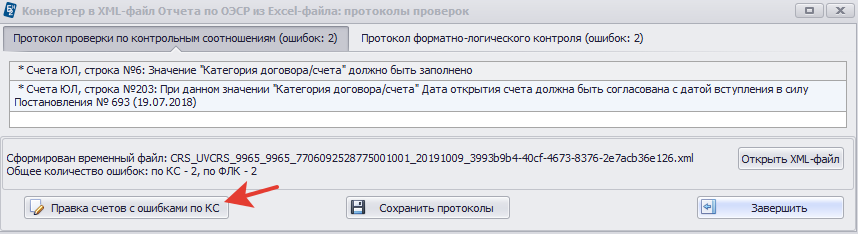 Конвертер в XML-файл Отчета по ОЭСР из Excel-файла: протоколы проверок
Протокол проверки по контрольным соотношениям (ошибок: 2)
Протокол форматно-логического контроля (ошибок: 2)
* Счета ЮЛ, строка №6: Значение "Категория договора/счета" должно быть заполнено
* Счета ЮЛ, строка №203: При данном значении "Категория договора/счета" Дата открытия счета должна быть согласована с датой вступления в силу
Постановления № 693 (19.07.2018)
Сформирован временный файл: CRS_UVCRS_9965_9965_7706092528775001001_20191009_3993b9b4-40cf-4673-8376-2e7acb36e126.xml
Общее количество ошибок: по КС - 2, по ФЛК - 2
Открыть XML-файл
Правка счетов с ошибками по КС
Сохранить протоколы
Завершить